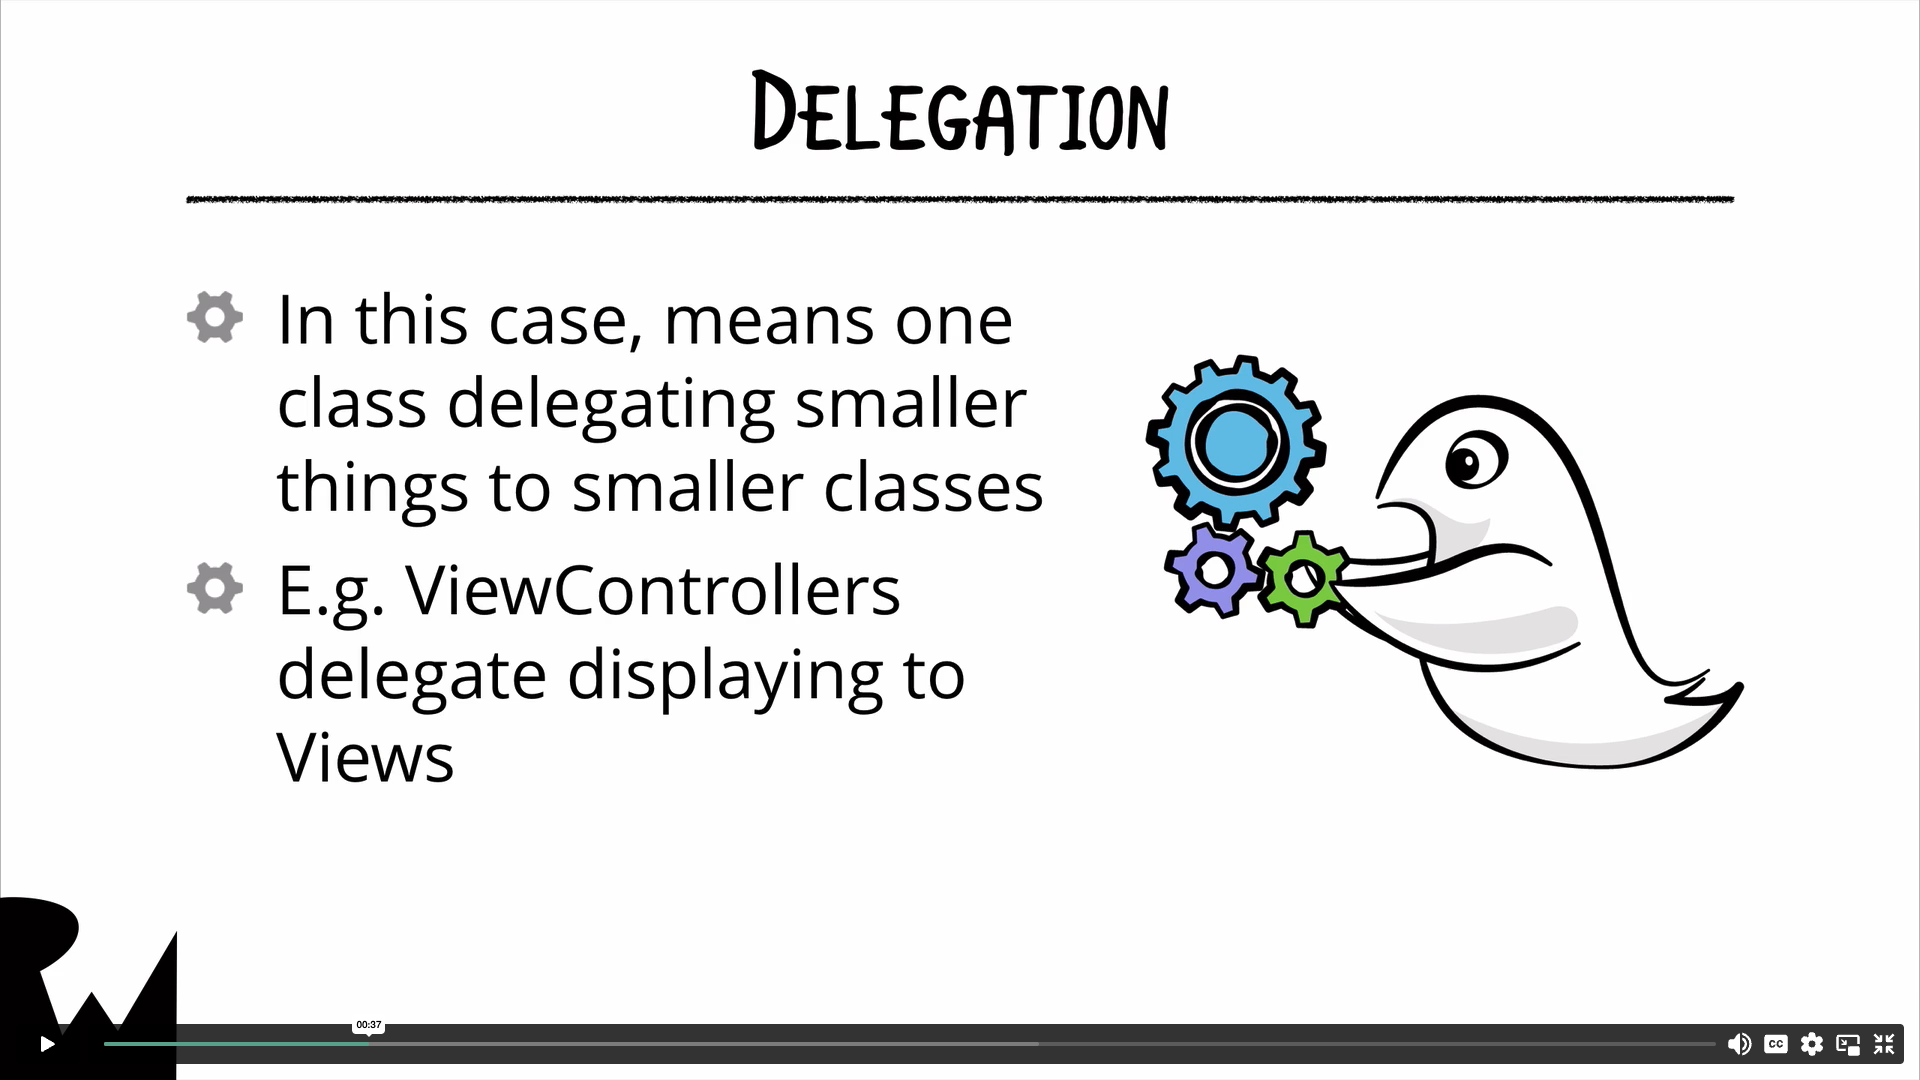 DELEGATION
In this case, means one
class delegating smaller
things to smaller classes
E.g. ViewControllers
delegate displaying to
Views
00:37
CC